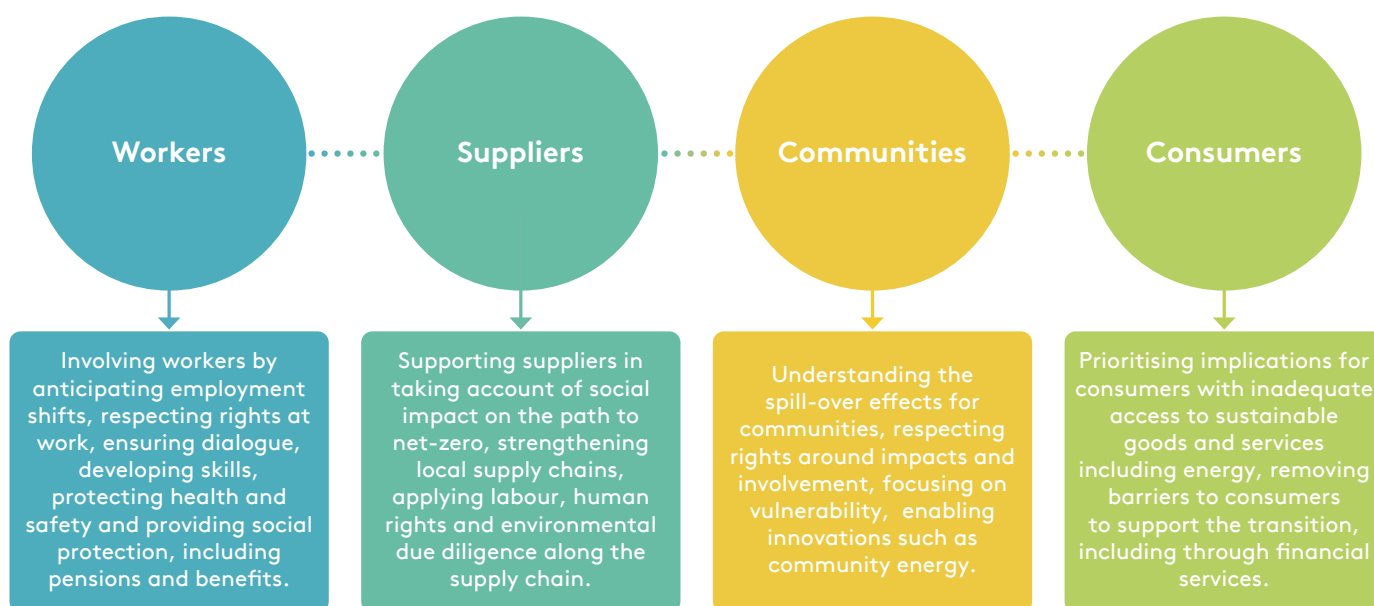 Workers
Suppliers
Communities
Consumers
Involving workers by
anticipating employment
shifts, respecting rights at
work, ensuring dialogue,
developing skills,
protecting health and
safety and providing social
protection, including
pensions and benefits.
Supporting suppliers in
taking account of social
impact on the path to
net-zero, strengthening
local supply chains,
applying labour, human
rights and environmental
due diligence along the
supply chain.
Understanding the
spill-over effects for
communities, respecting
rights around impacts and
involvement, focusing on
vulnerability, enabling
innovations such as
community energy.
Prioritising implications for
consumers with inadequate
access to sustainable
goods and services
including energy, removing
barriers to consumers
to support the transition,
including through financial
services.